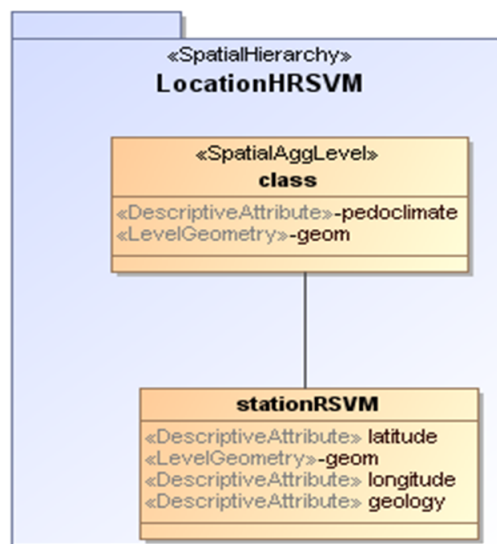 «SpatialHierarchy»
LocationHRSVM
«SpatialAggLevel»
class
«DescriptiveAttribute»-pedoclimate
«LevelGeometry»-geom
stationRSVM
«DescriptiveAttribute» latitude
«LevelGeometry»-geom
«DescriptiveAttribute» longitude
«DescriptiveAttribute» geology